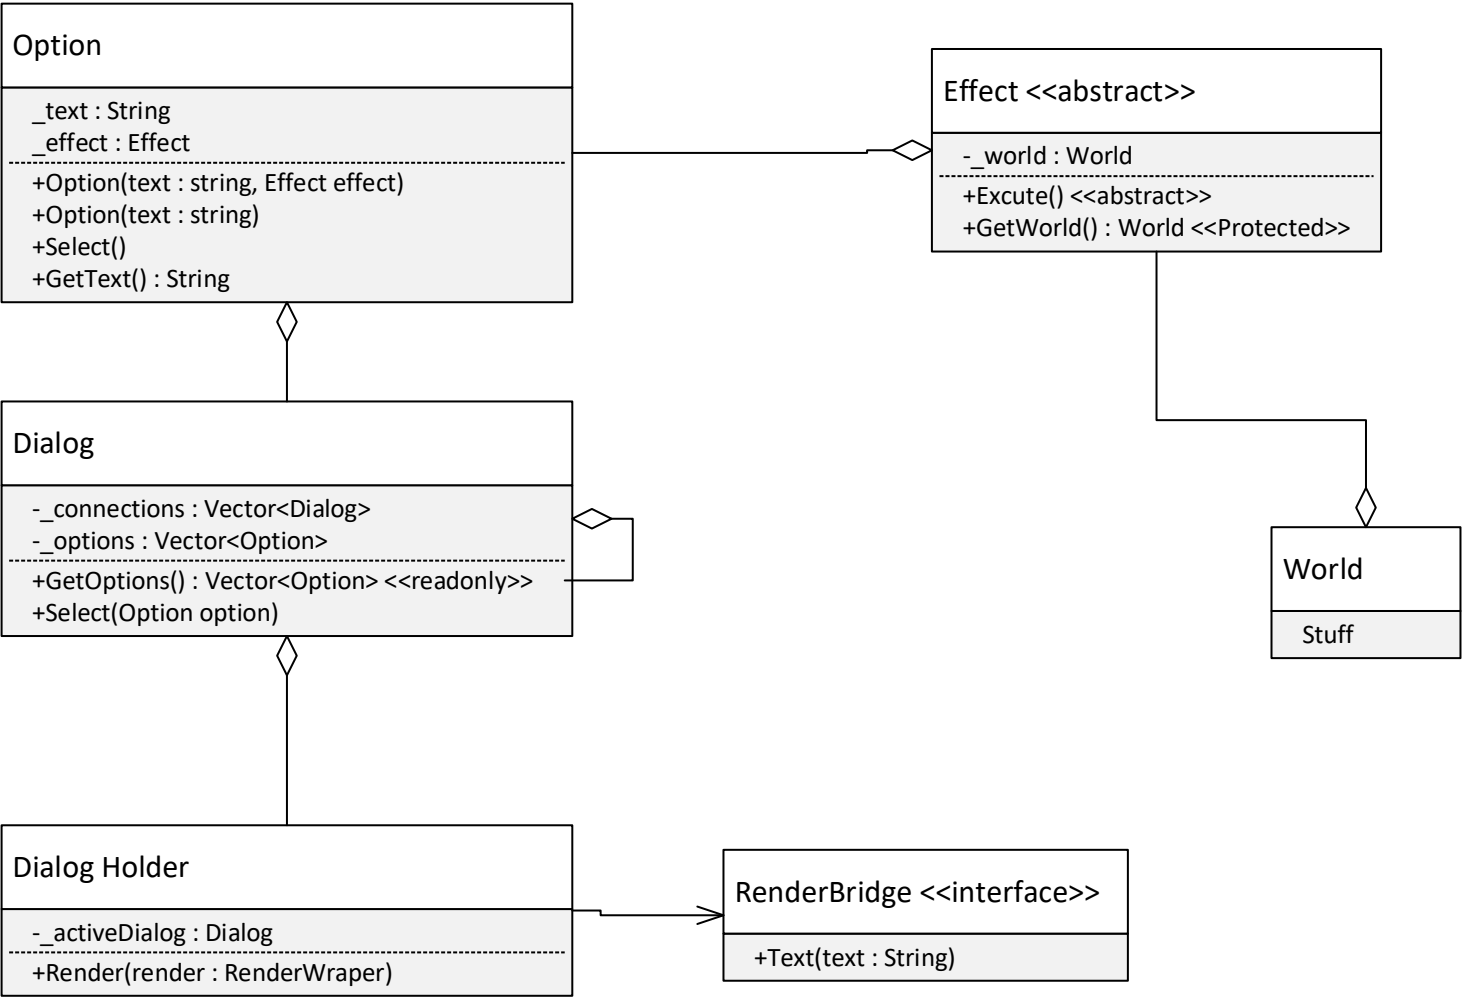 Option
_text : String
_effect : Effect
+Option(text : string, Effect effect)
+Option(text : string)
+Select()
+GetText() : String
Effect <<abstract>>
-_world : World
+Excute() <<abstract>>
+GetWorld() : World <<Protected>>
Dialog
-_connections : Vector<Dialog>
-_options : Vector<Option>
+GetOptions() : Vector<Option> <<readonly>>
+Select(Option option)
World
Stuff
Dialog Holder
-_activeDialog : Dialog
+Render(render : RenderWraper)
RenderBridge <<interface>>
+Text(text : String)